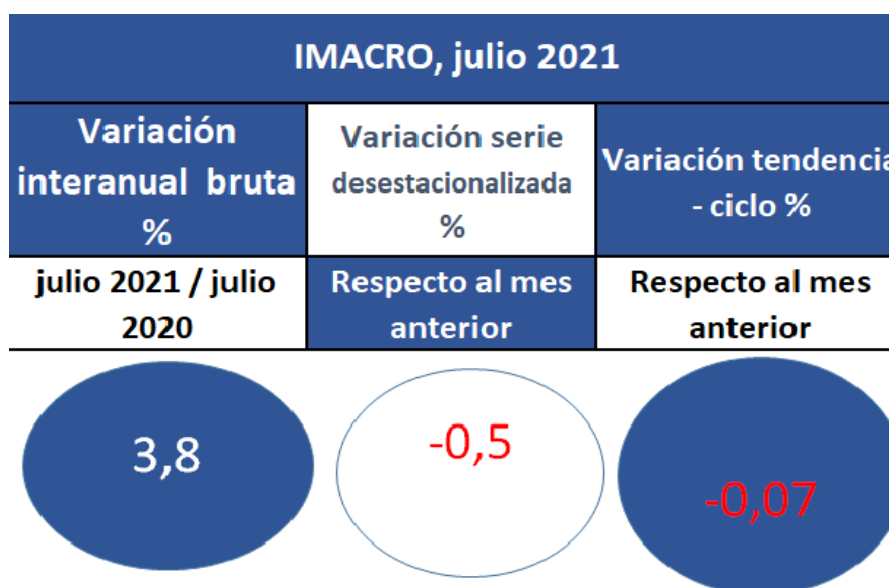 IMACRO, julio 2021
Variación
interanual bruta
%
Variación serie
desestacionalizada
%
Variación tendencia
- ciclo %
julio 2021 / julio
2020
Respecto al mes
anterior
Respecto al mes
anterior
3,8
-0,5
-0,07